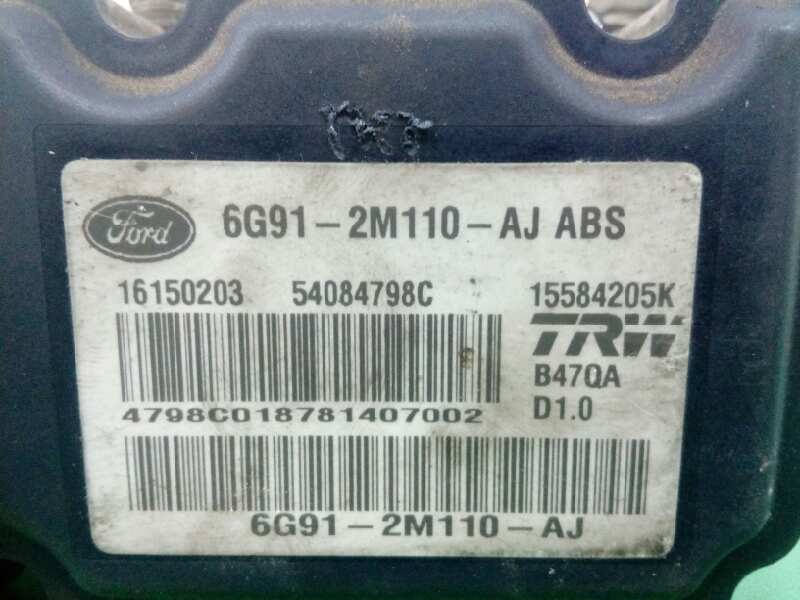 Ford
6G91-2M110-AJ ABS
16150203 54084798C 15584205K
TRW
B47QA
4798C018781407002
D1.0
6G91-2M110-AJ